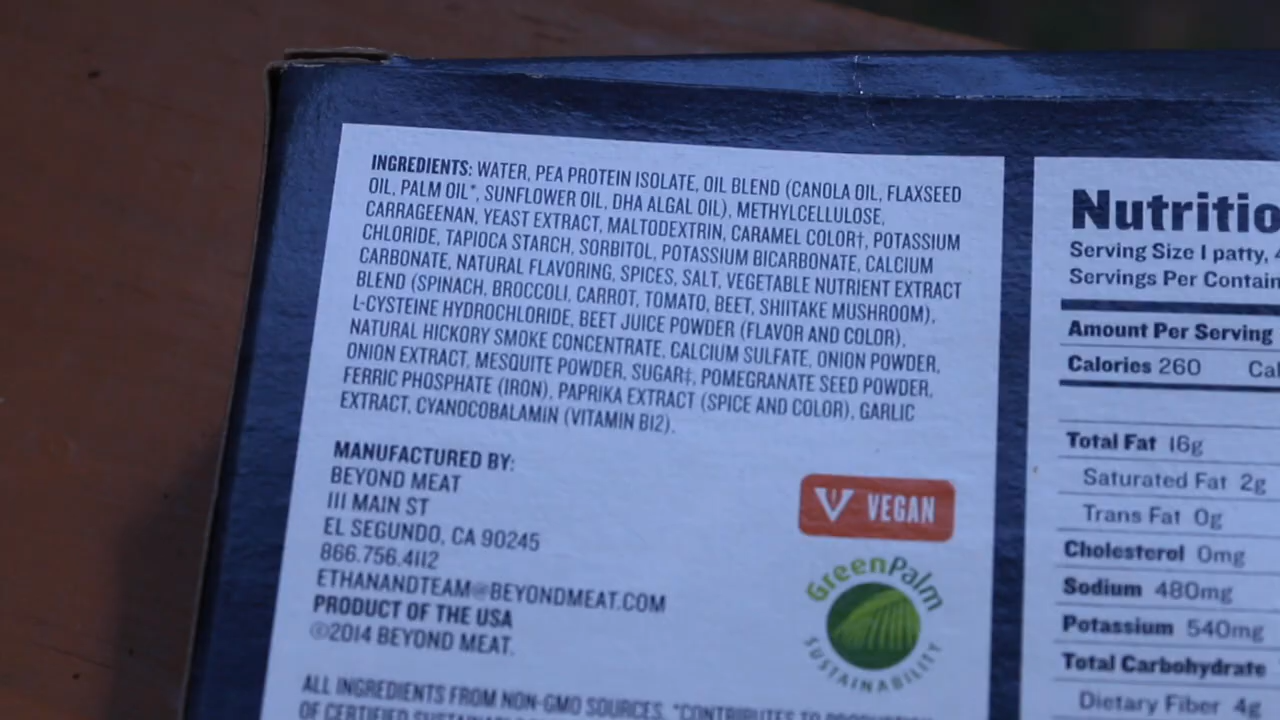 INGREDIENTS: WATER, PEA PROTEIN ISOLATE, OIL BLEND (CANOLA OIL, FLAXSEED
OIL, PALM OIL*, SUNFLOWER OIL, DHA ALGAL OIL), METHYLCELLULOSE,
CARRAGEENAN, YEAST EXTRACT, MALTODEXTRIN, CARAMEL COLOR†, POTASSIUM
CHLORIDE, TAPIOCA STARCH, SORBITOL, POTASSIUM BICARBONATE, CALCIUM
CARBONATE, NATURAL FLAVORING, SPICES, SALT, VEGETABLE NUTRIENT EXTRACT
BLEND (SPINACH, BROCCOLI, CARROT, TOMATO, BEET, SHIITAKE MUSHROOM),
L-CYSTEINE HYDROCHLORIDE, BEET JUICE POWDER (FLAVOR AND COLOR),
NATURAL HICKORY SMOKE CONCENTRATE, CALCIUM SULFATE, ONION POWDER,
ONION EXTRACT, MESQUITE POWDER, SUGAR‡, POMEGRANATE SEED POWDER,
FERRIC PHOSPHATE (IRON), PAPRIKA EXTRACT (SPICE AND COLOR), GARLIC
EXTRACT, CYANOCOBALAMIN (VITAMIN B12).
MANUFACTURED BY:
BEYOND MEAT
111 MAIN ST
EL SEGUNDO, CA 90245
866.756.4112
ETHANANDTEAM@BEYONDMEAT.COM
PRODUCT OF THE USA
©2014 BEYOND MEAT.
VEGAN
GreenPalm
SUSTAINABILITY
ALL INGREDIENTS FROM NON-GMO SOURCES. *CONTRIBUTES TO PRODUCTION
OF CERTIFIED
Nutritio
Serving Size 1 patty, 4
Servings Per Contain
Amount Per Serving
Calories 260 Cal
Total Fat 16g
Saturated Fat 2g
Trans Fat 0g
Cholesterol 0mg
Sodium 480mg
Potassium 540mg
Total Carbohydrate
Dietary Fiber 4g